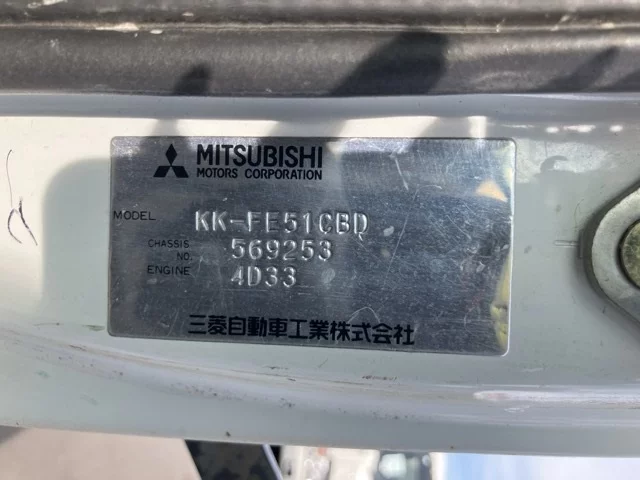 MITSUBISHI
MOTORS CORPORATION
MODEL KK-FE51CBD
CHASSIS NO. 569253
ENGINE 4D33
三菱自動車工業株式会社